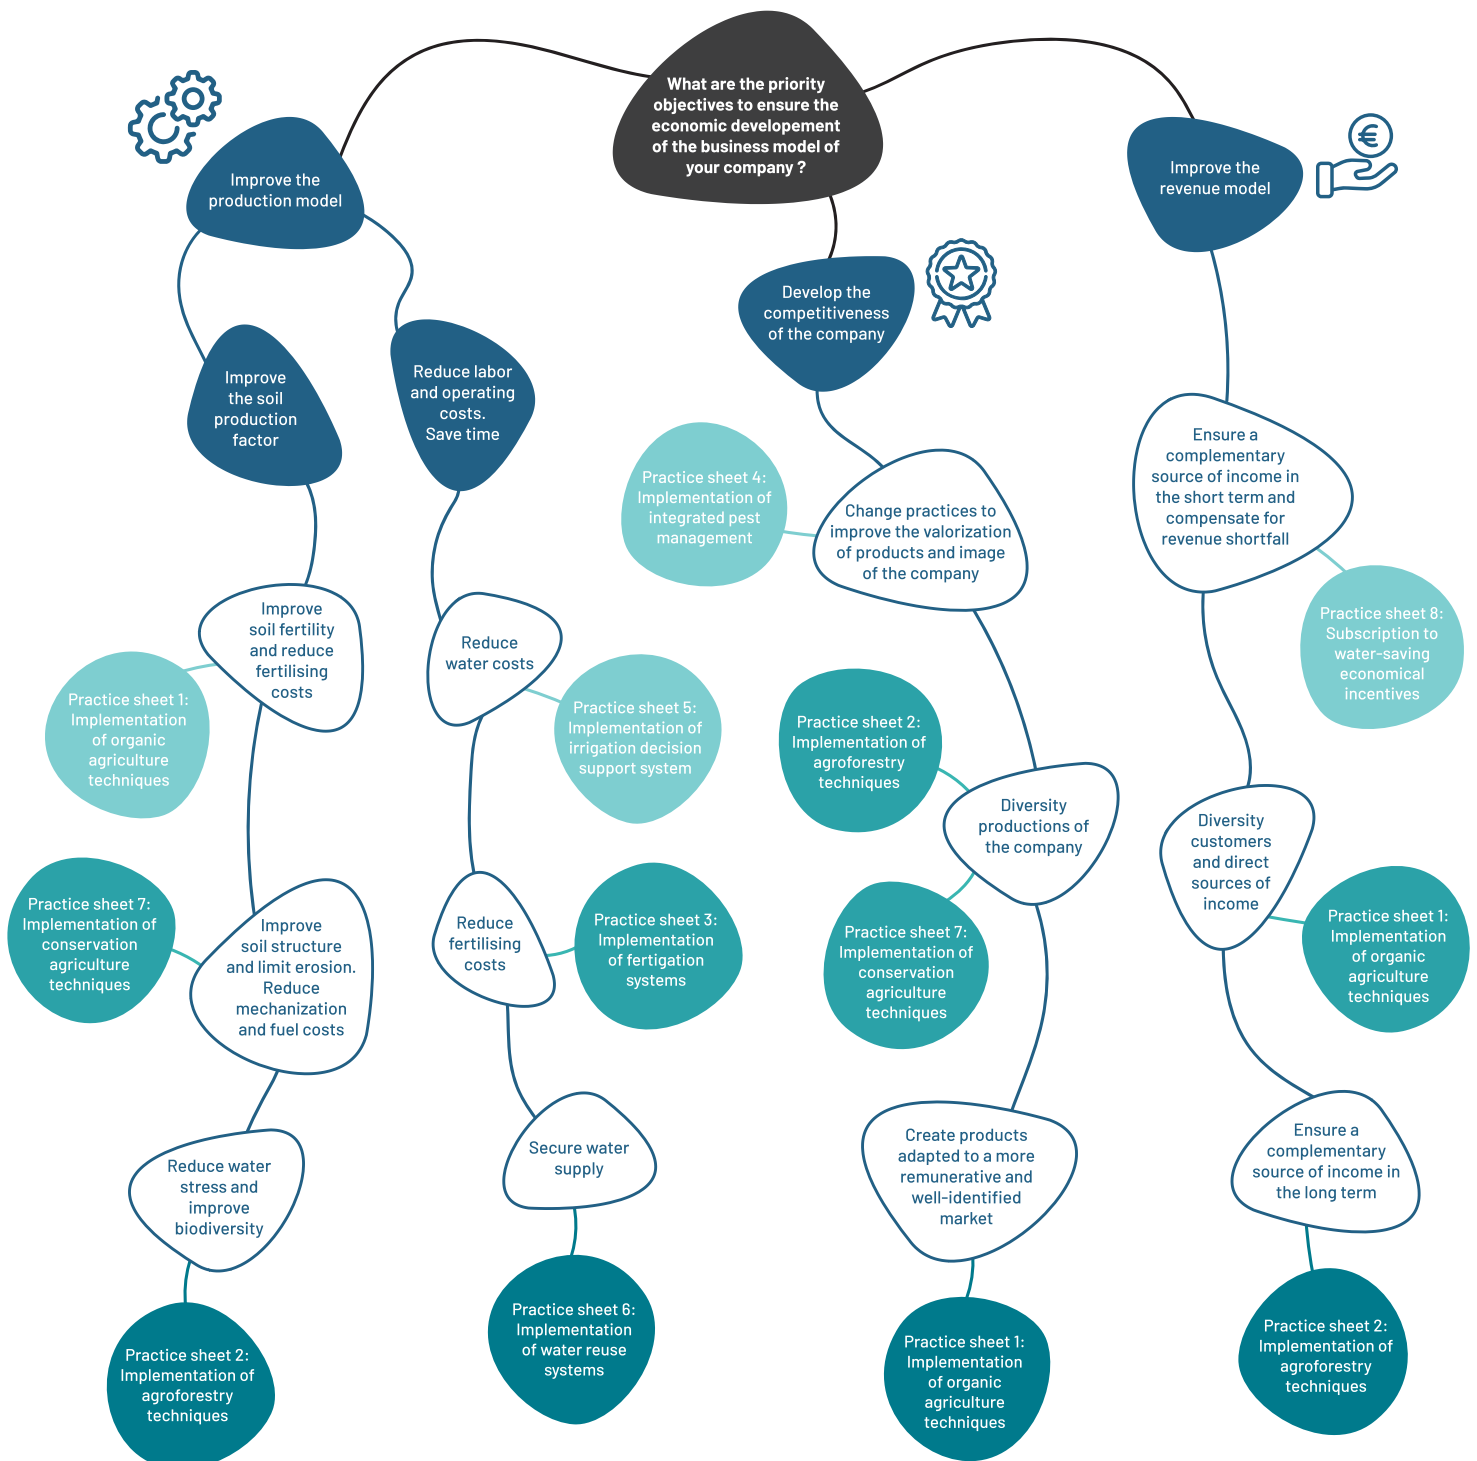 What are the priority
objectives to ensure the
economic developement
of the business model of
your company ?
Improve the
production model
Improve
the soil
production
factor
Improve
soil fertility
and reduce
fertilising
costs
Practice sheet 1:
Implementation
of organic
agriculture
techniques
Improve
soil structure
and limit erosion.
Reduce
mechanization
and fuel costs
Practice sheet 7:
Implementation of
conservation
agriculture
techniques
Reduce water
stress and
improve
biodiversity
Practice sheet 2:
Implementation of
agroforestry
techniques
Reduce labor
and operating
costs.
Save time
Reduce
water costs
Practice sheet 5:
Implementation of
irrigation decision
support system
Reduce
fertilising
costs
Practice sheet 3:
Implementation
of fertigation
systems
Secure water
supply
Practice sheet 6:
Implementation
of water reuse
systems
Develop the
competitiveness
of the company
Change practices to
improve the valorization
of products and image
of the company
Practice sheet 4:
Implementation of
integrated pest
management
Diversity
productions of
the company
Practice sheet 2:
Implementation of
agroforestry
techniques
Practice sheet 7:
Implementation of
conservation
agriculture
techniques
Create products
adapted to a more
remunerative and
well-identified
market
Practice sheet 1:
Implementation
of organic
agriculture
techniques
Improve the
revenue model
€
Ensure a
complementary
source of income in
the short term and
compensate for
revenue shortfall
Practice sheet 8:
Subscription to
water-saving
economical
incentives
Diversity
customers
and direct
sources of
income
Practice sheet 1:
Implementation
of organic
agriculture
techniques
Ensure a
complementary
source of income in
the long term
Practice sheet 2:
Implementation of
agroforestry
techniques